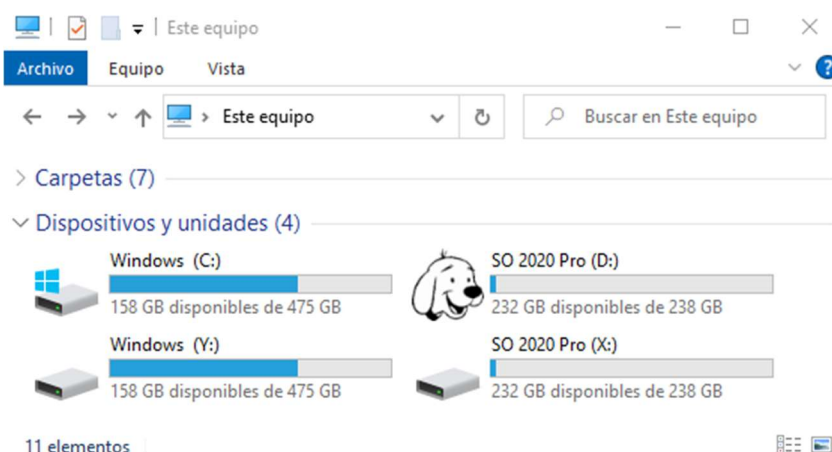 Este equipo
Archivo Equipo Vista
Este equipo Buscar en Este equipo
Carpetas (7)
Dispositivos y unidades (4)
Windows (C:) SO 2020 Pro (D:)
158 GB disponibles de 475 GB 232 GB disponibles de 238 GB
Windows (Y:) SO 2020 Pro (X:)
158 GB disponibles de 475 GB 232 GB disponibles de 238 GB
11 elementos